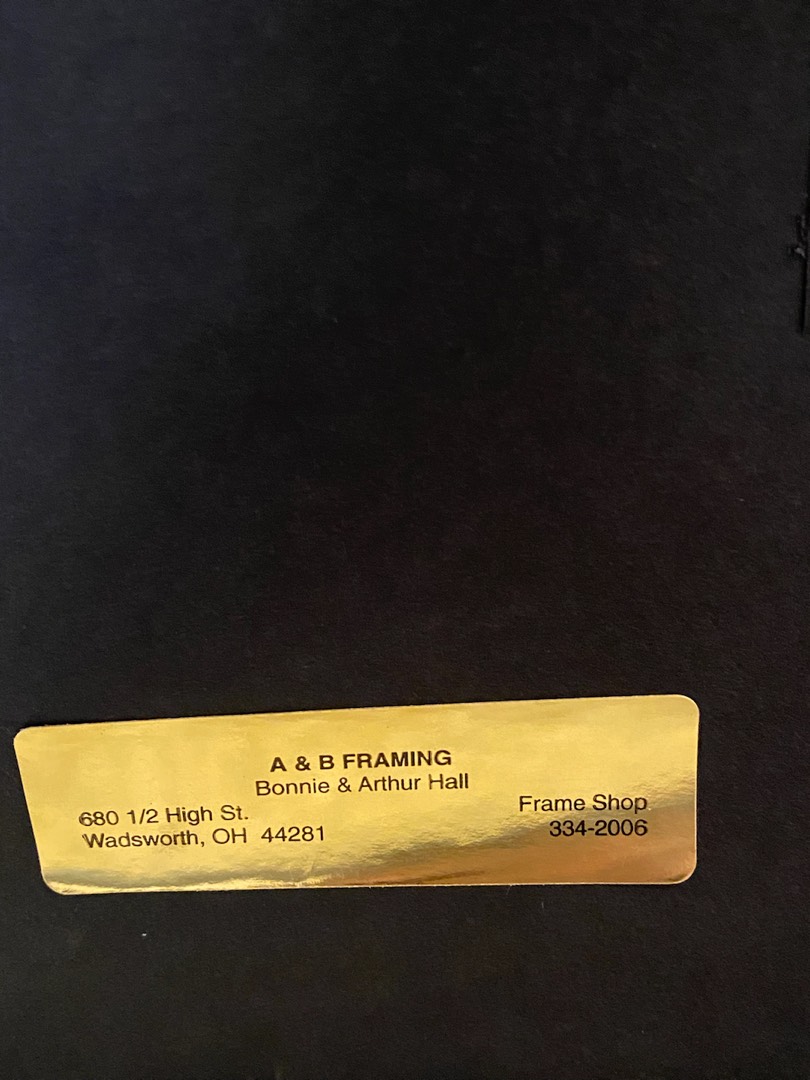 A & B FRAMING
Bonnie & Arthur Hall
680 1/2 High St.
Wadsworth, OH 44281
Frame Shop
334-2006